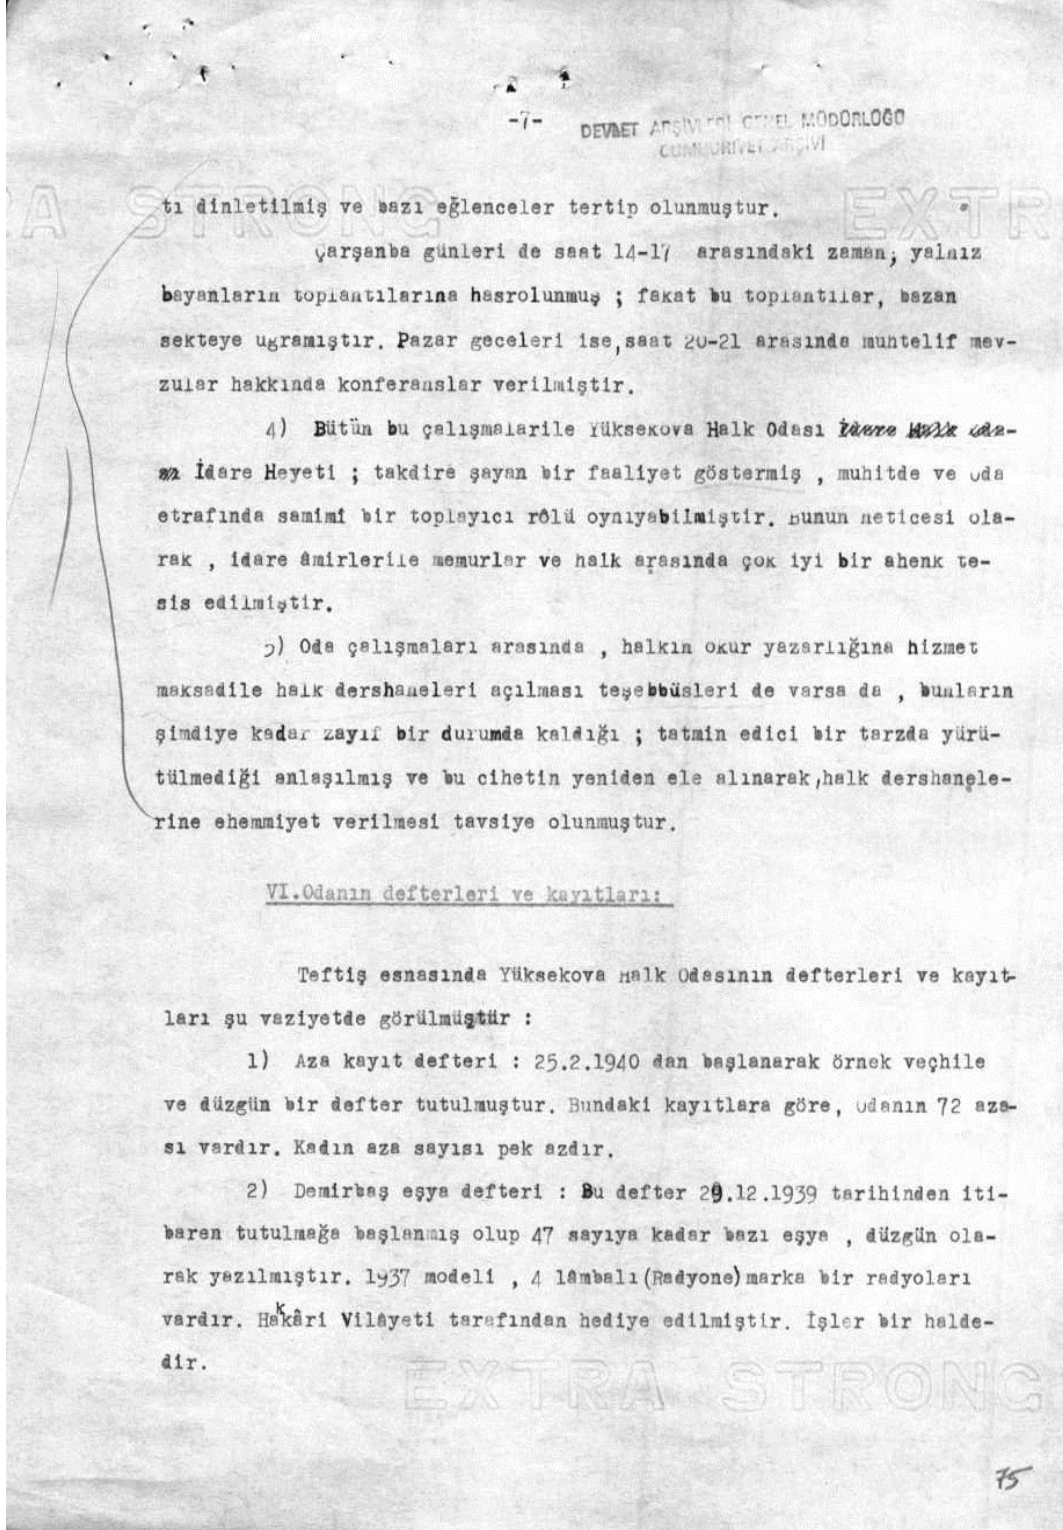 -7-
DEVLET ARŞİVLERİ GENEL MÜDÜRLÜĞÜ
CUMHURİYET ARŞİVİ
EXTRA STRONG EXTR
tı dinletilmiş ve bazı eğlenceler tertip olunmuştur.
Çarşanba günleri de saat 14-17 arasındaki zaman; yalnız
bayanların toplantılarına hasrolunmuş ; fakat bu toplantılar, bazan
sekteye uğramıştır. Pazar geceleri ise,saat 20-21 arasında muhtelif mev-
zular hakkında konferanslar verilmiştir.
4) Bütün bu çalışmalarile Yüksekova Halk Odası
İdare Heyeti ; takdire şayan bir faaliyet göstermiş , muhitde ve Oda
etrafında samimî bir toplayıcı rôlü oynıyabilmiştir. Bunun neticesi ola-
rak , idare âmirlerile memurlar ve halk arasında çok iyi bir ahenk te-
sis edilmiştir.
5) Oda çalışmaları arasında , halkın okur yazarlığına hizmet
maksadile halk dershaneleri açılması teşebbüsleri de varsa da , bunların
şimdiye kadar zayıf bir durumda kaldığı ; tatmin edici bir tarzda yürü-
tülmediği anlaşılmış ve bu cihetin yeniden ele alınarak,halk dershanele-
rine ehemmiyet verilmesi tavsiye olunmuştur.
VI.Odanın defterleri ve kayıtları:
Teftiş esnasında Yüksekova Halk Odasının defterleri ve kayıt-
ları şu vaziyetde görülmüştür :
1) Aza kayıt defteri : 25.2.1940 dan başlanarak örnek veçhile
ve düzgün bir defter tutulmuştur. Bundaki kayıtlara göre, Odanın 72 aza-
sı vardır. Kadın aza sayısı pek azdır.
2) Demirbaş eşya defteri : Bu defter 29.12.1939 tarihinden iti-
baren tutulmağa başlanmış olup 47 sayıya kadar bazı eşya , düzgün ola-
rak yazılmıştır. 1937 modeli , 4 lâmbalı(Radyone)marka bir radyoları
vardır. Hakkâri Vilâyeti tarafından hediye edilmiştir. İşler bir halde-
dir.
EXTRA STRONG
75